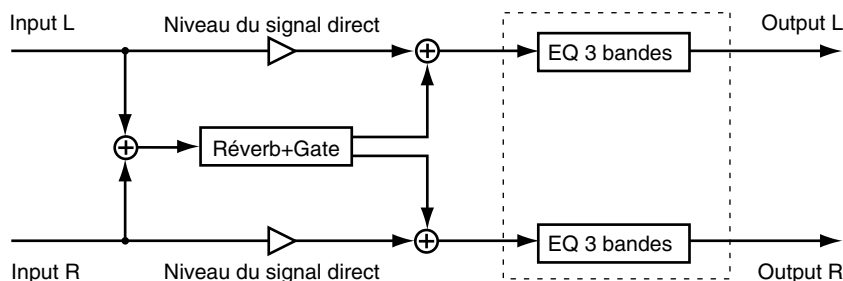 Input L
Niveau du signal direct
Output L
EQ 3 bandes
Réverb+Gate
EQ 3 bandes
Input R
Niveau du signal direct
Output R